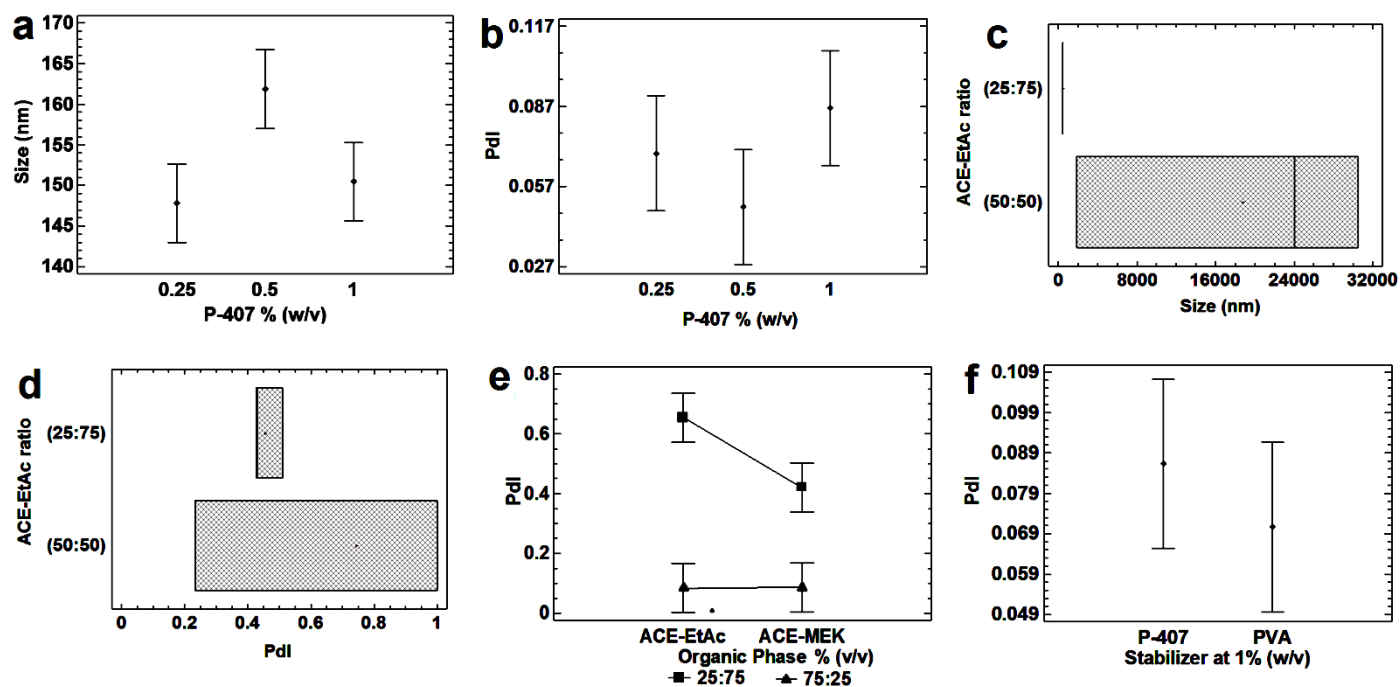 a
170
165
160
155
150
145
140
Size (nm)
0.25 0.5 1
P-407 % (w/v)
b
0.117
0.087
0.057
0.027
PdI
0.25 0.5 1
P-407 % (w/v)
c
ACE-EtAc ratio
(25:75)
(50:50)
0 8000 16000 24000 32000
Size (nm)
d
ACE-EtAc ratio
(25:75)
(50:50)
0 0.2 0.4 0.6 0.8 1
PdI
e
0.8
0.6
0.4
0.2
0
PdI
ACE-EtAc ACE-MEK
Organic Phase % (v/v)
25:75 75:25
f
0.109
0.099
0.089
0.079
0.069
0.059
0.049
PdI
P-407 PVA
Stabilizer at 1% (w/v)